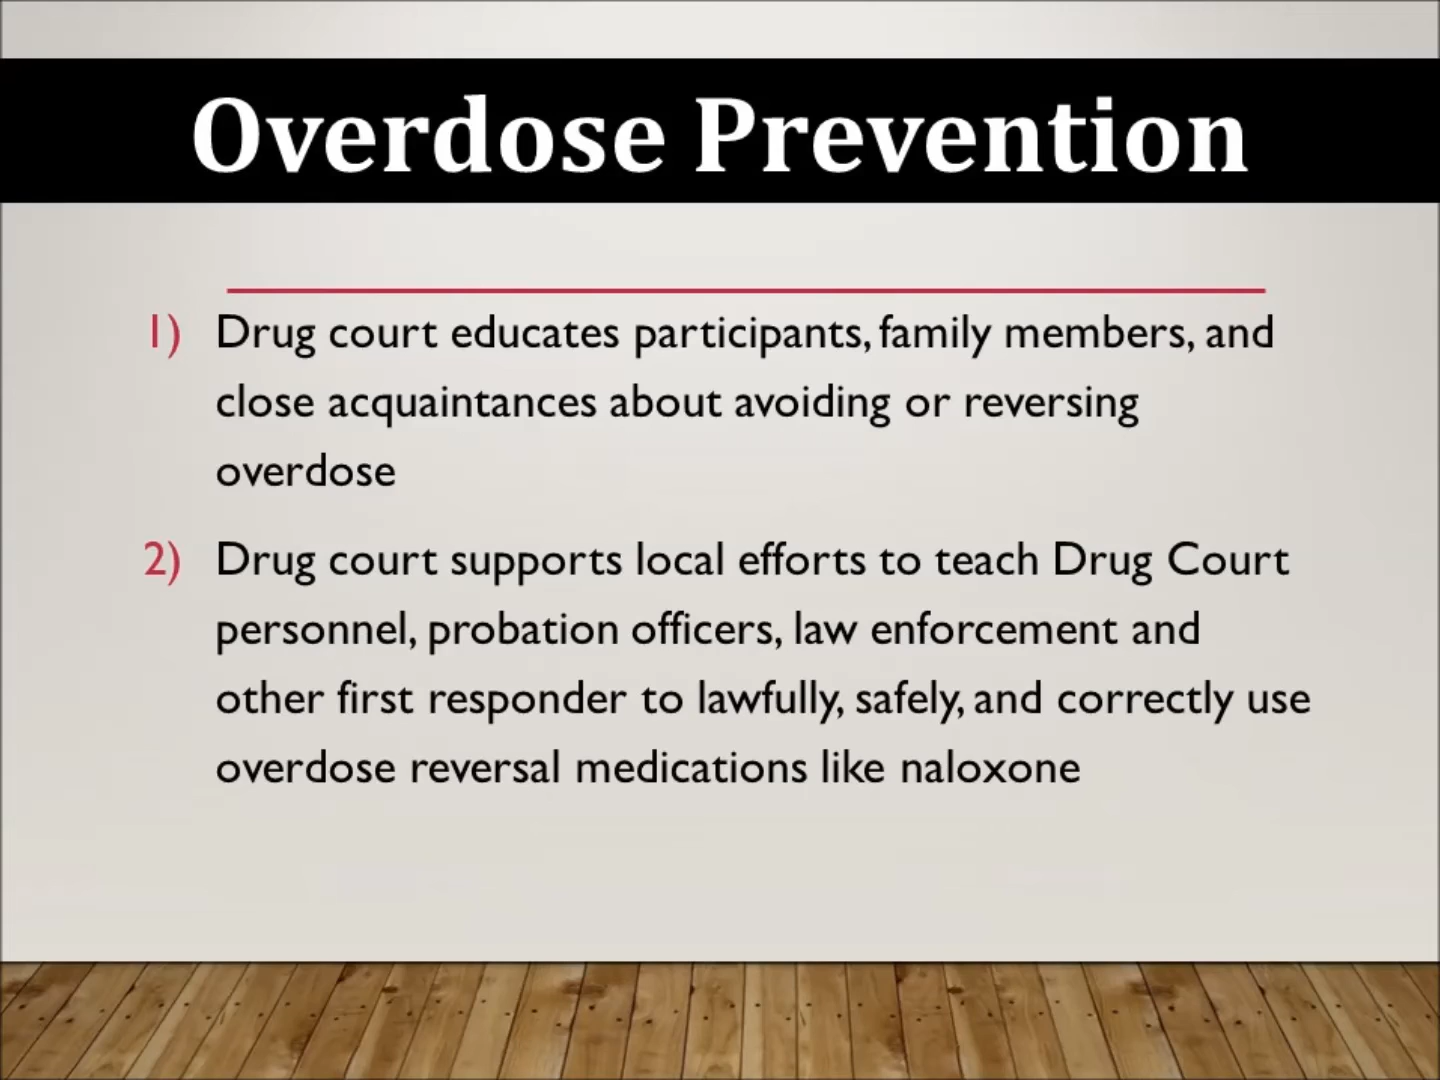 Overdose Prevention
1) Drug court educates participants, family members, and
close acquaintances about avoiding or reversing
overdose
2) Drug court supports local efforts to teach Drug Court
personnel, probation officers, law enforcement and
other first responder to lawfully, safely, and correctly use
overdose reversal medications like naloxone